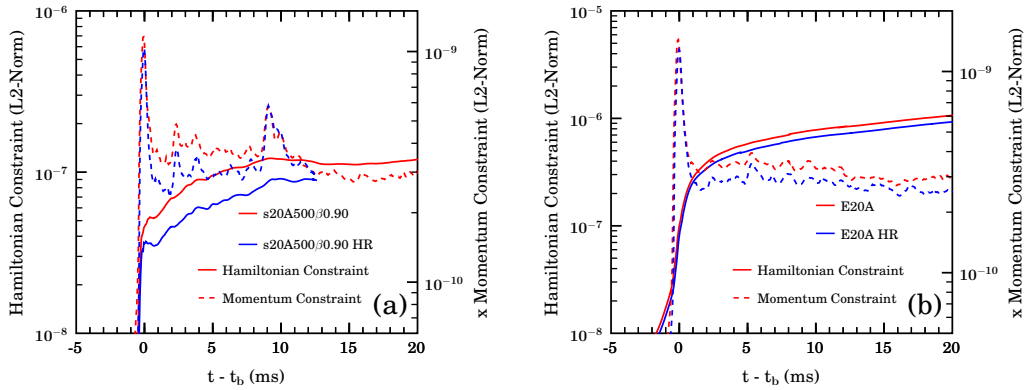 10⁻⁶
10⁻⁷
10⁻⁸
Hamiltonian Constraint (L2-Norm)
10⁻⁹
10⁻¹⁰
x Momentum Constraint (L2-Norm)
s20A500β0.90
s20A500β0.90 HR
Hamiltonian Constraint
Momentum Constraint
(a)
-5 0 5 10 15 20
t - t_b (ms)
10⁻⁵
10⁻⁶
10⁻⁷
10⁻⁸
Hamiltonian Constraint (L2-Norm)
10⁻⁹
10⁻¹⁰
x Momentum Constraint (L2-Norm)
E20A
E20A HR
Hamiltonian Constraint
Momentum Constraint
(b)
-5 0 5 10 15 20
t - t_b (ms)